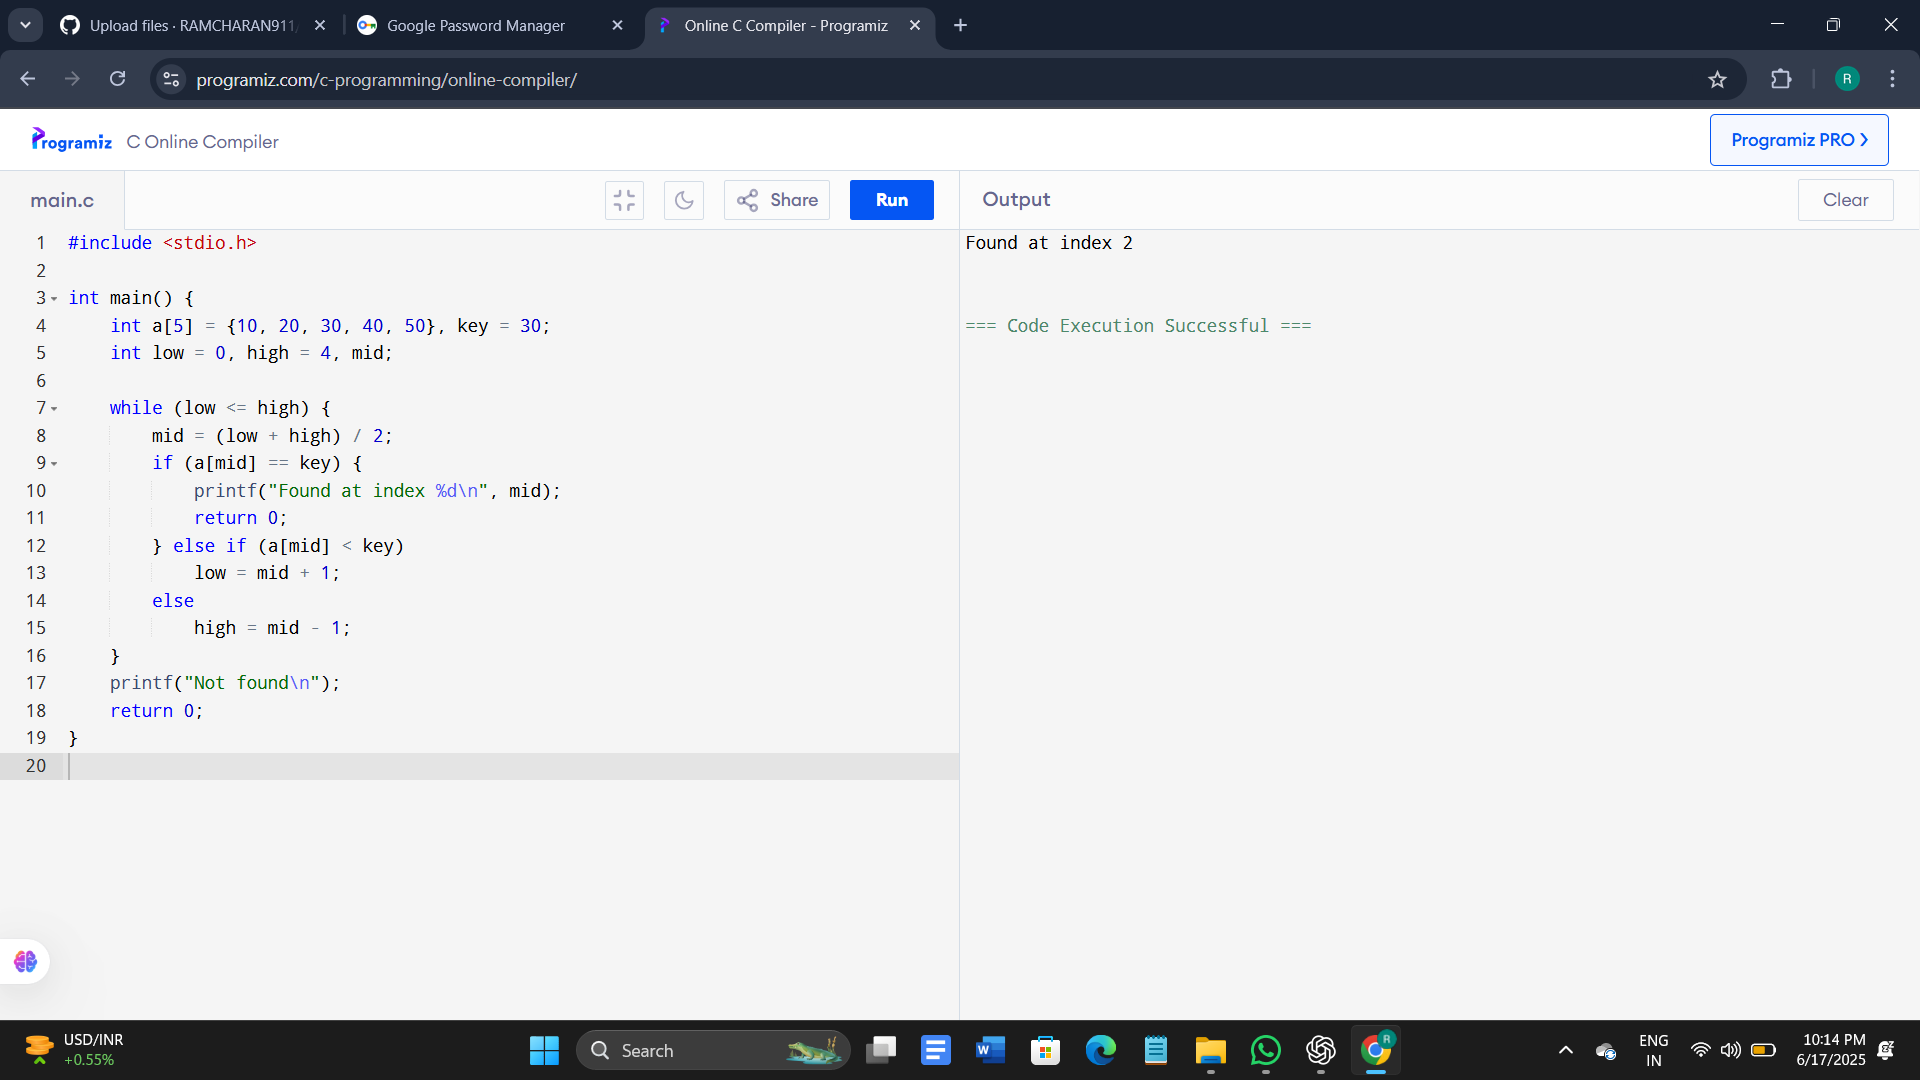 Upload files · RAMCHARAN911/
Google Password Manager
Online C Compiler - Programiz
programiz.com/c-programming/online-compiler/
R
Programiz C Online Compiler
Programiz PRO
main.c
Share
Run
Output
Clear
1 #include <stdio.h>
2
3 int main() {
4     int a[5] = {10, 20, 30, 40, 50}, key = 30;
5     int low = 0, high = 4, mid;
6
7     while (low <= high) {
8         mid = (low + high) / 2;
9         if (a[mid] == key) {
10             printf("Found at index %d\n", mid);
11             return 0;
12         } else if (a[mid] < key)
13             low = mid + 1;
14         else
15             high = mid - 1;
16     }
17     printf("Not found\n");
18     return 0;
19 }
20
Found at index 2
=== Code Execution Successful ===
USD/INR
+0.55%
Search
W
R
ENG
IN
10:14 PM
6/17/2025